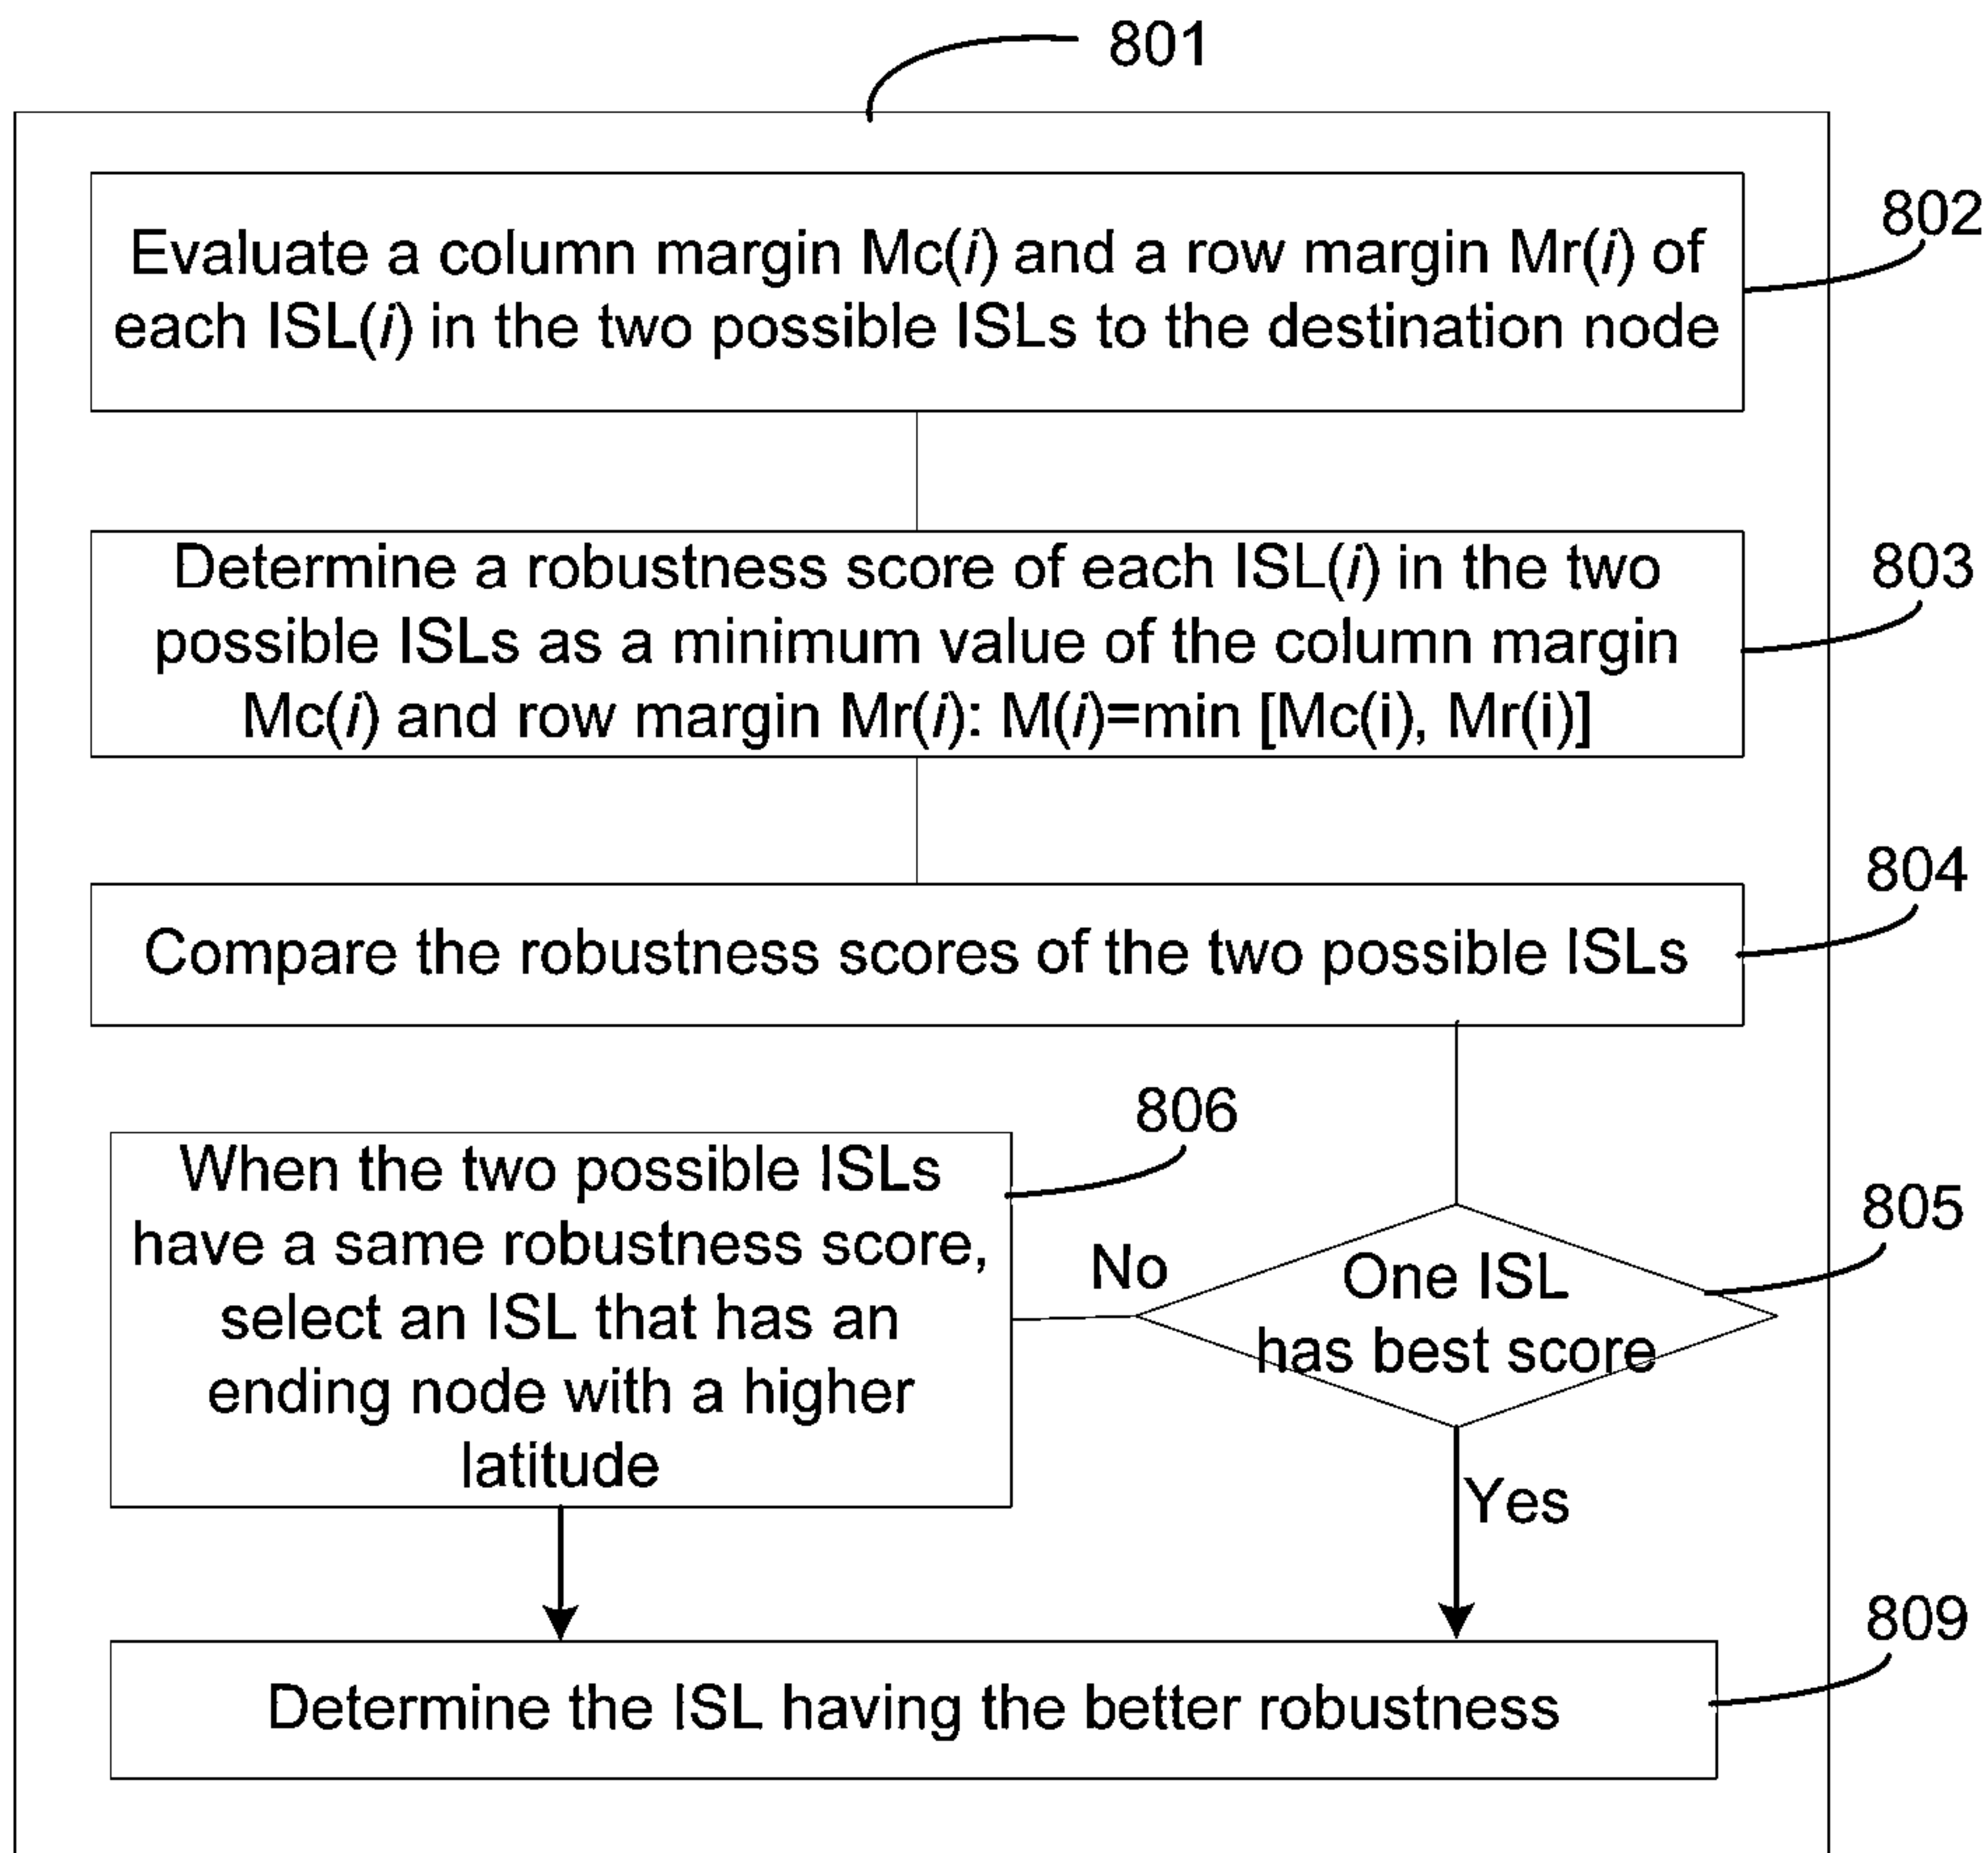 801
Evaluate a column margin Mc(i) and a row margin Mr(i) of
each ISL(i) in the two possible ISLs to the destination node
802
Determine a robustness score of each ISL(i) in the two
possible ISLs as a minimum value of the column margin
Mc(i) and row margin Mr(i): M(i)=min [Mc(i), Mr(i)]
803
Compare the robustness scores of the two possible ISLs
804
806
When the two possible ISLs
have a same robustness score,
select an ISL that has an
ending node with a higher
latitude
No
One ISL
has best score
805
Yes
Determine the ISL having the better robustness
809